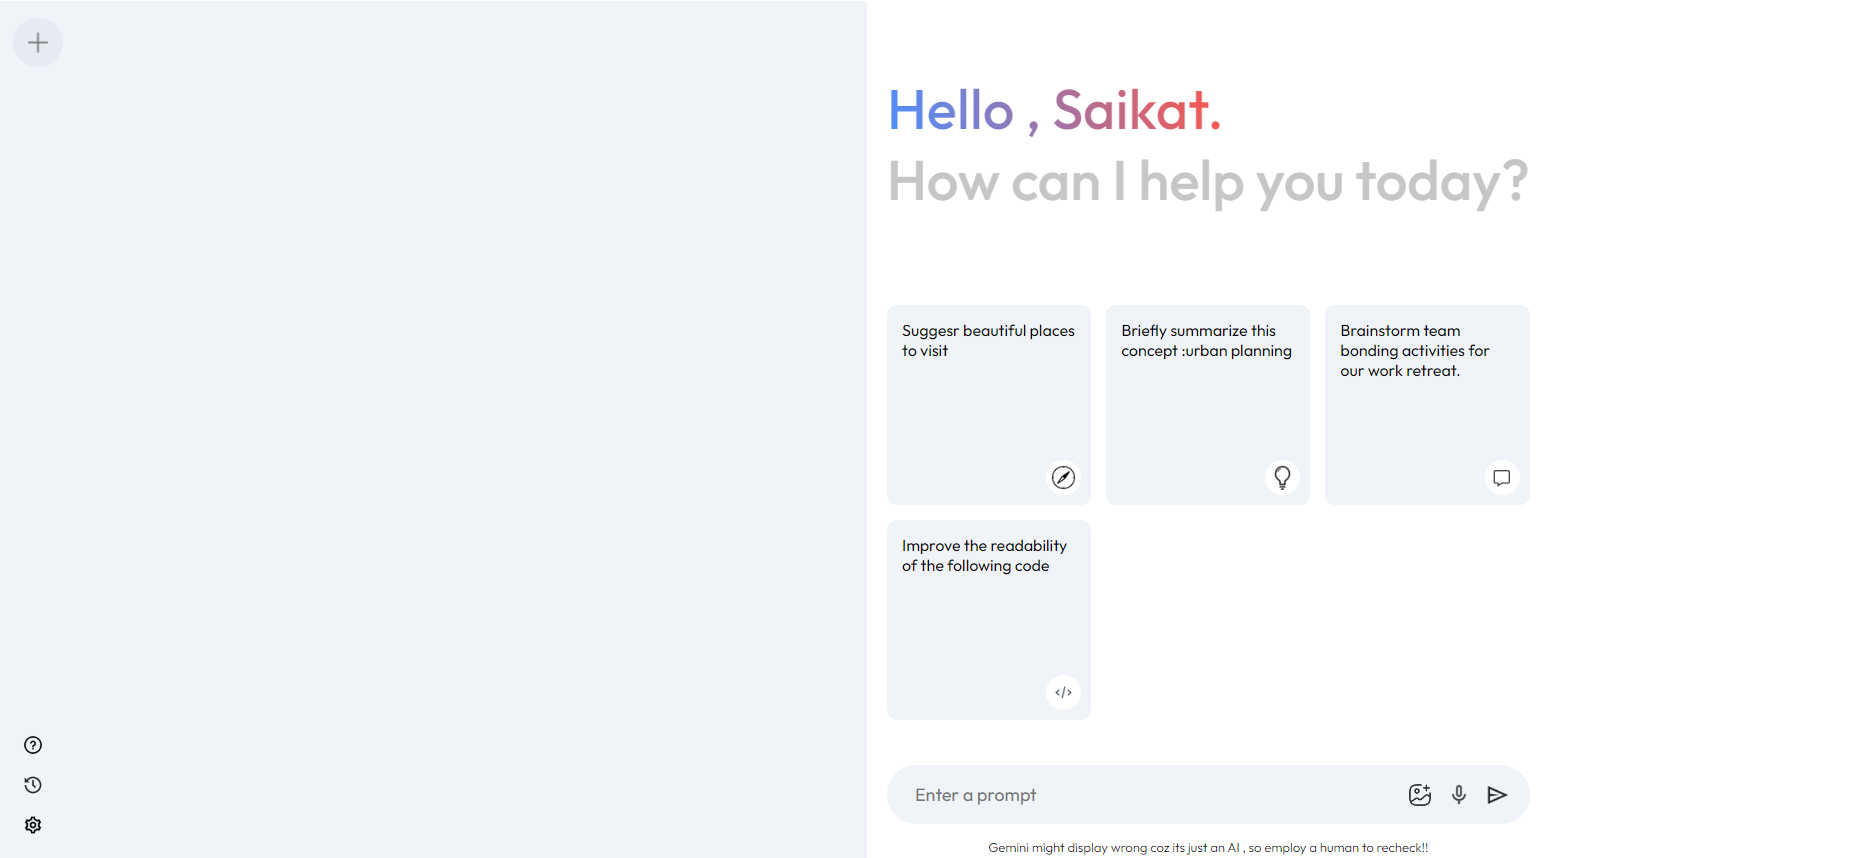 Hello , Saikat.
How can I help you today?
Suggesr beautiful places
to visit
Briefly summarize this
concept :urban planning
Brainstorm team
bonding activities for
our work retreat.
Improve the readability
of the following code
Enter a prompt
Gemini might display wrong coz its just an AI , so employ a human to recheck!!